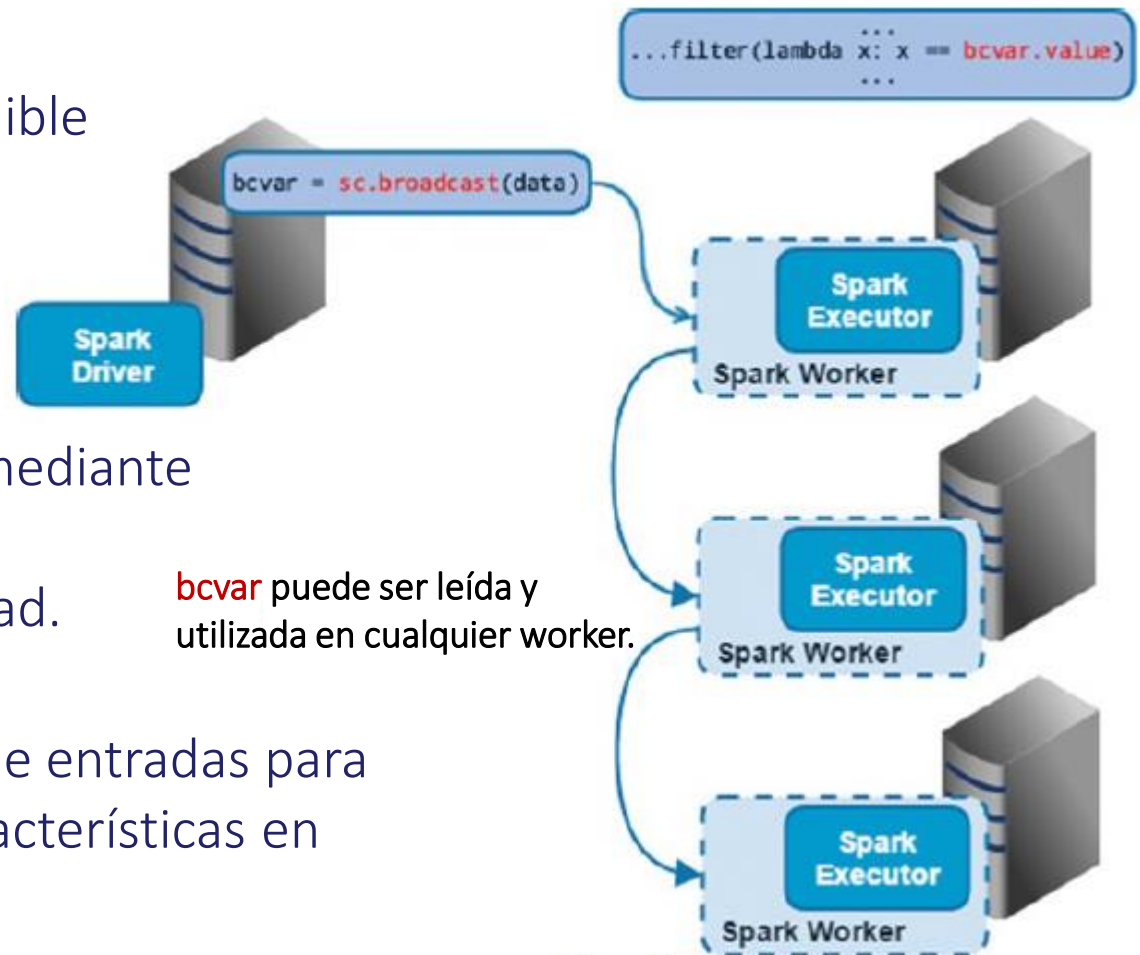 ...
...filter(lambda x: x == bcvar.value)
...
ible
bcvar = sc.broadcast(data)
Spark
Driver
Spark
Executor
Spark Worker
mediante
ad.
bcvar puede ser leída y
utilizada en cualquier worker.
Spark
Executor
Spark Worker
e entradas para
acterísticas en
Spark
Executor
Spark Worker